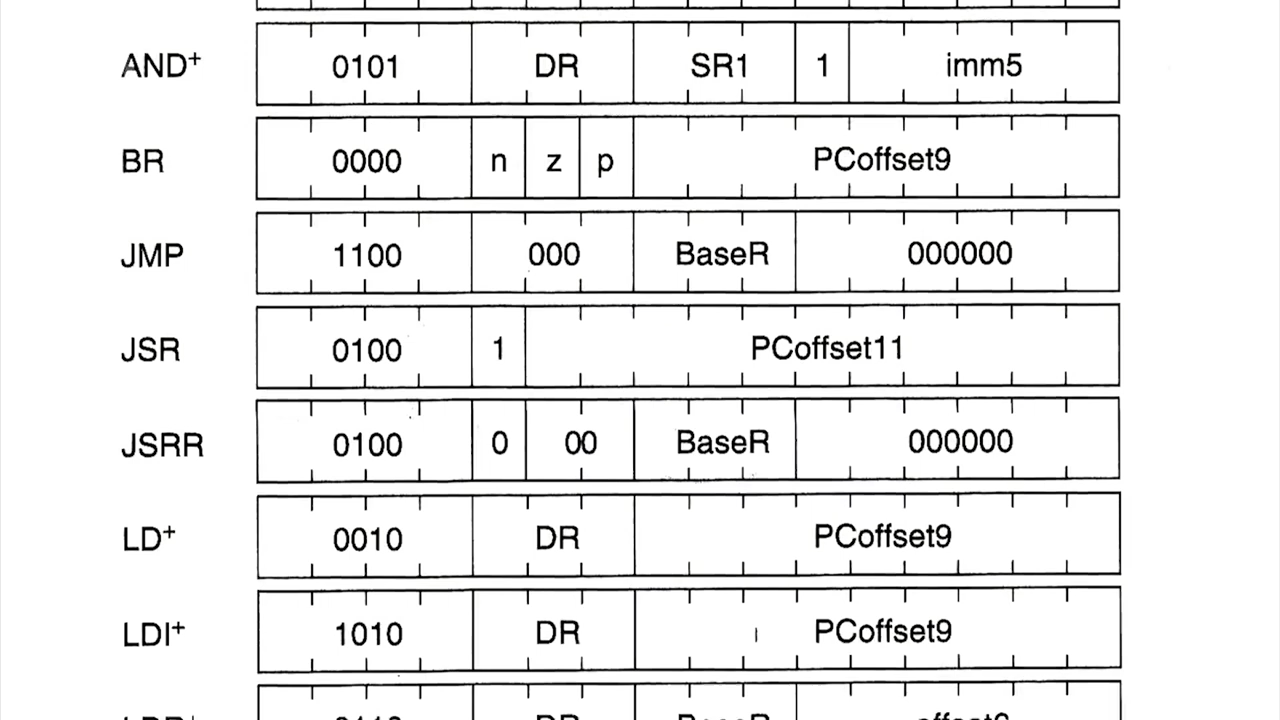 AND+ 0101 DR SR1 1 imm5
BR 0000 n z p PCoffset9
JMP 1100 000 BaseR 000000
JSR 0100 1 PCoffset11
JSRR 0100 0 00 BaseR 000000
LD+ 0010 DR PCoffset9
LDI+ 1010 DR PCoffset9